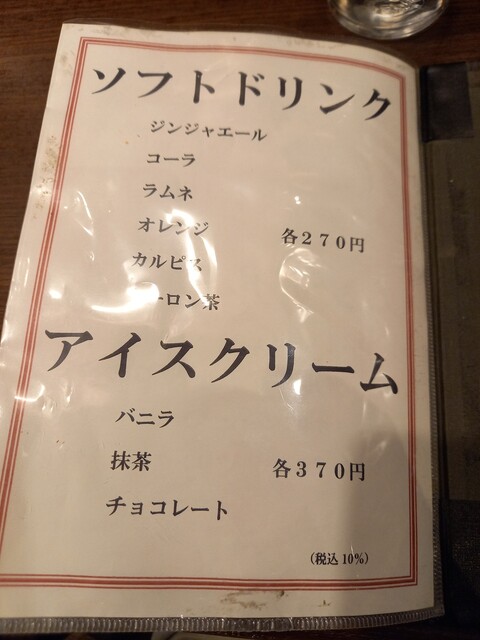 ソフトドリンク
ジンジャエール
コーラ
ラムネ
オレンジ
各270円
カルピス
ーロン茶
アイスクリーム
バニラ
抹茶
各370円
チョコレート
(税込10%)